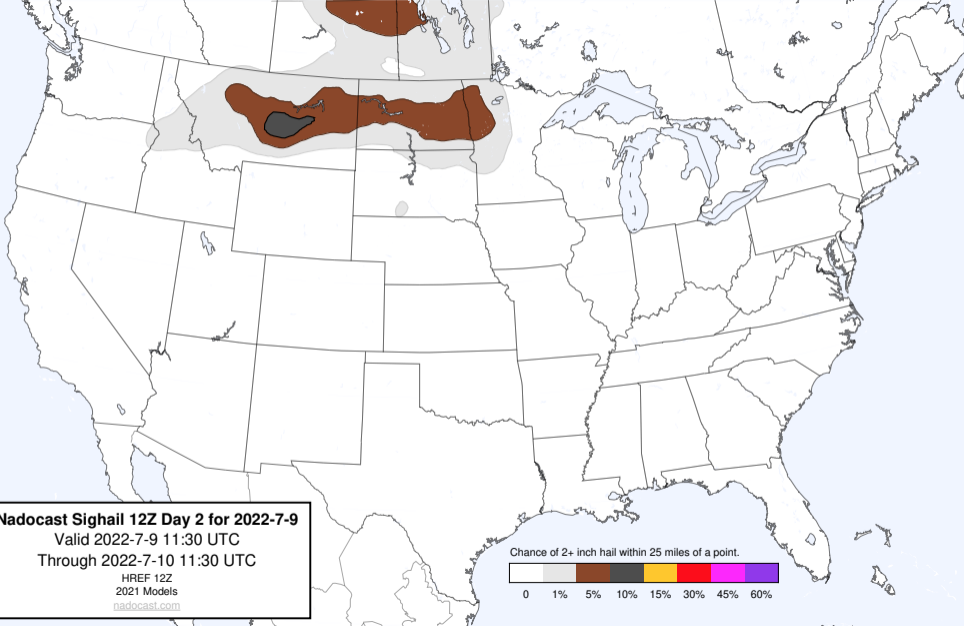 Nadocast Sighail 12Z Day 2 for 2022-7-9
Valid 2022-7-9 11:30 UTC
Through 2022-7-10 11:30 UTC
HREF 12Z
2021 Models
nadocast.com
Chance of 2+ inch hail within 25 miles of a point.
0 1% 5% 10% 15% 30% 45% 60%